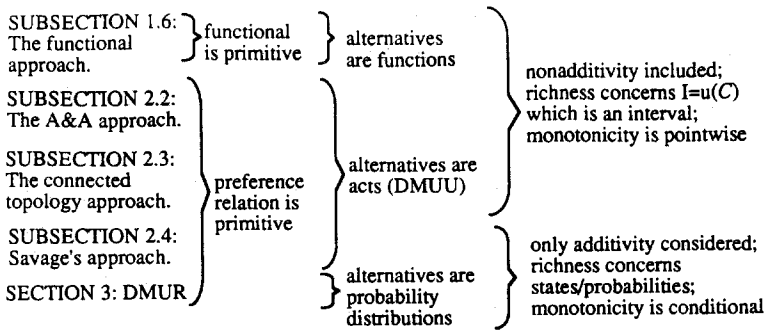 SUBSECTION 1.6:
The functional
approach.
functional
is primitive
alternatives
are functions
SUBSECTION 2.2:
The A&A approach.
SUBSECTION 2.3:
The connected
topology approach.
SUBSECTION 2.4:
Savage's approach.
SECTION 3: DMUR
preference
relation is
primitive
alternatives are
acts (DMUU)
alternatives are
probability
distributions
nonadditivity included;
richness concerns I=u(C)
which is an interval;
monotonicity is pointwise
only additivity considered;
richness concerns
states/probabilities;
monotonicity is conditional